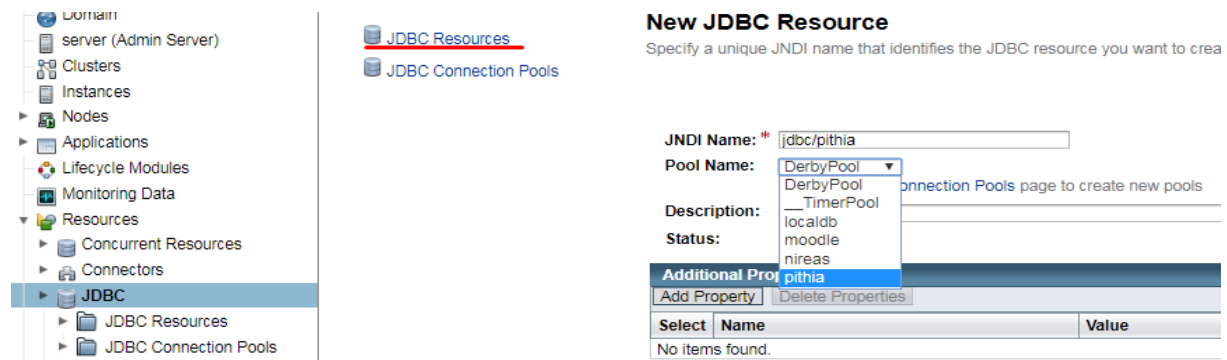 Domain
server (Admin Server)
Clusters
Instances
Nodes
Applications
Lifecycle Modules
Monitoring Data
Resources
Concurrent Resources
Connectors
JDBC
JDBC Resources
JDBC Connection Pools
JDBC Resources
JDBC Connection Pools
New JDBC Resource
Specify a unique JNDI name that identifies the JDBC resource you want to crea
JNDI Name: * jdbc/pithia
Pool Name: DerbyPool
DerbyPool
onnection Pools page to create new pools
__TimerPool
Description:
localdb
Status: moodle
nireas
Additional Prop
pithia
Add Property Delete Properties
Select Name Value
No items found.